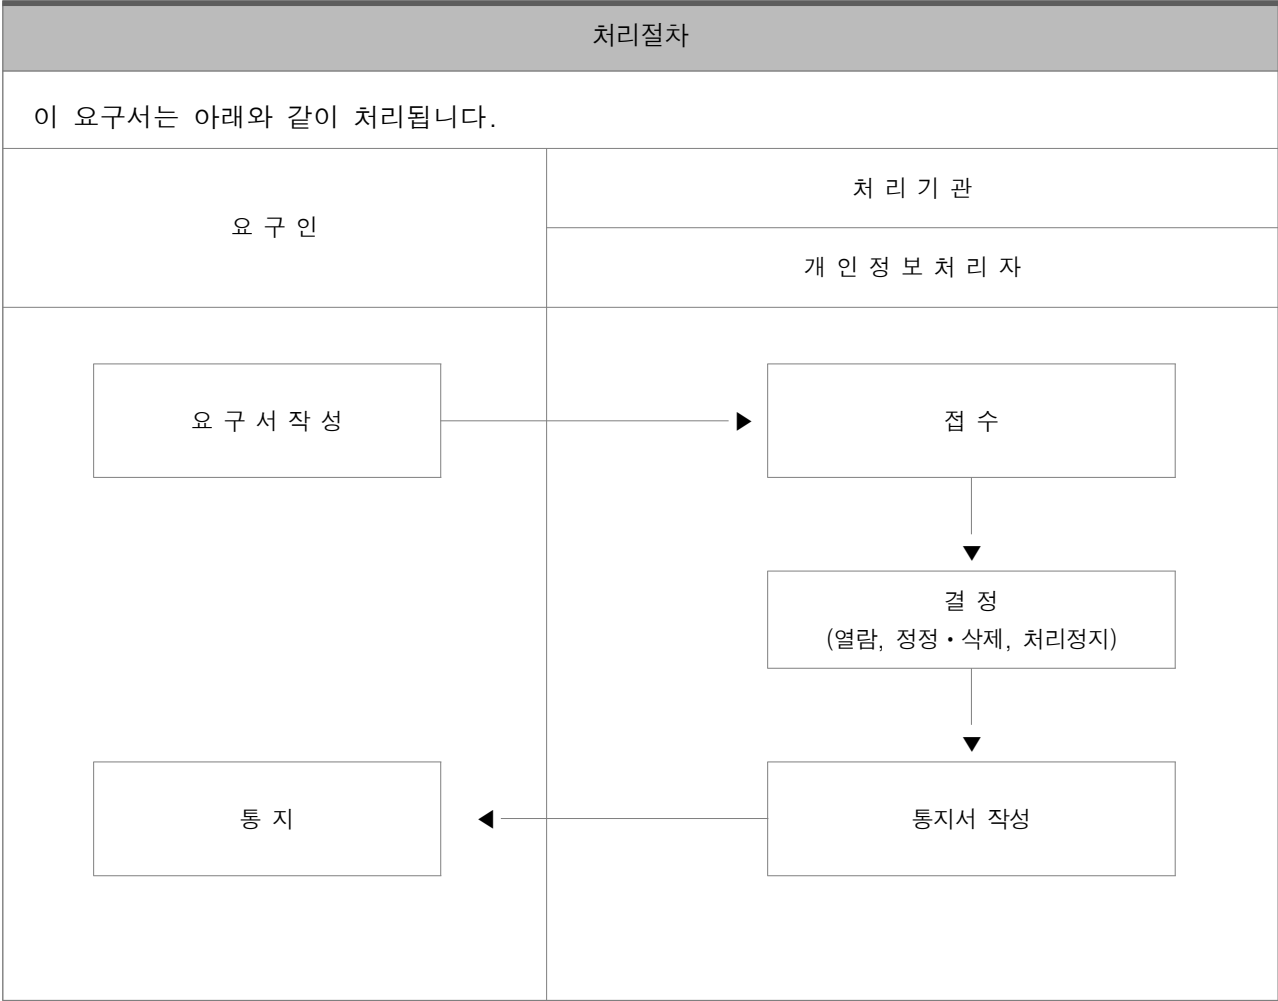 처리절차
이 요구서는 아래와 같이 처리됩니다.
요 구 인
처 리 기 관
개 인 정 보 처 리 자
요 구 서 작 성
접 수
결 정
(열람, 정정・삭제, 처리정지)
통 지
통지서 작성